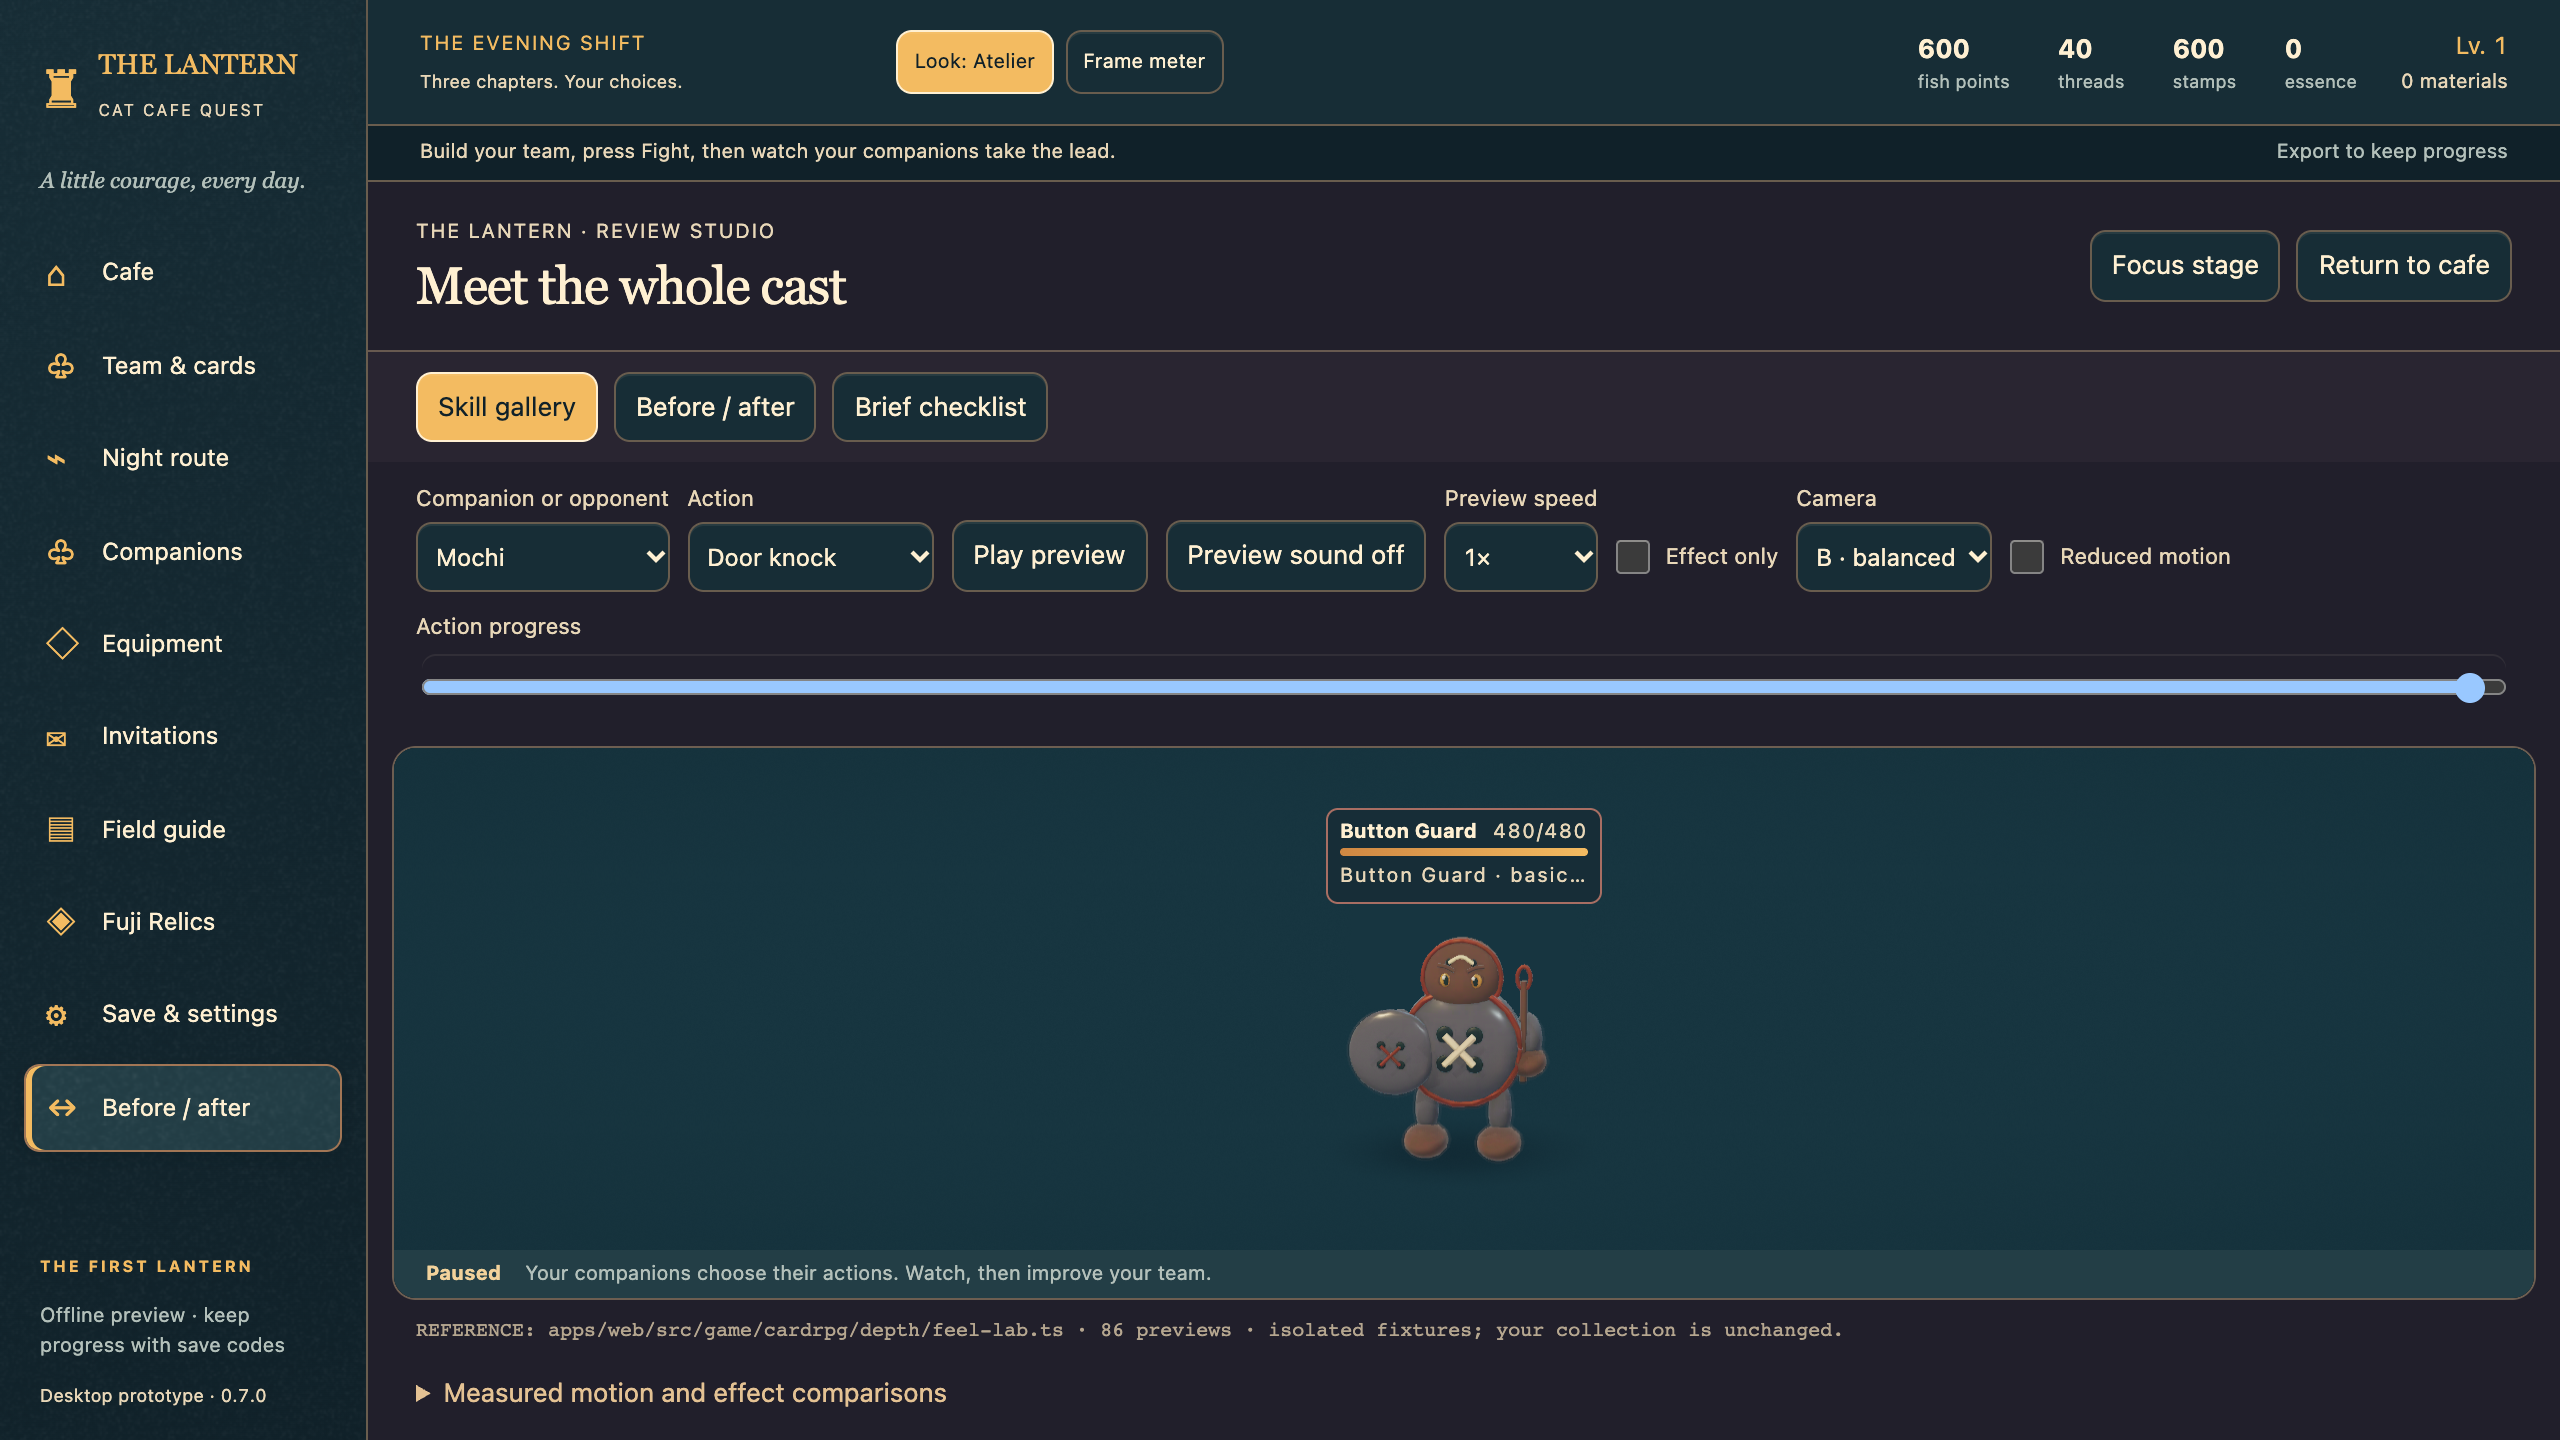 THE LANTERN
CAT CAFE QUEST
A little courage, every day.
Cafe
Team & cards
Night route
Companions
Equipment
Invitations
Field guide
Fuji Relics
Save & settings
Before / after
THE FIRST LANTERN
Offline preview · keep
progress with save codes
Desktop prototype · 0.7.0
THE EVENING SHIFT
Three chapters. Your choices.
Look: Atelier
Frame meter
600 fish points
40 threads
600 stamps
0 essence
Lv. 1
0 materials
Build your team, press Fight, then watch your companions take the lead.
Export to keep progress
THE LANTERN · REVIEW STUDIO
Meet the whole cast
Focus stage
Return to cafe
Skill gallery
Before / after
Brief checklist
Companion or opponent
Mochi
Action
Door knock
Play preview
Preview sound off
Preview speed
1×
Effect only
Camera
B · balanced
Reduced motion
Action progress
Button Guard 480/480
Button Guard · basic…
Paused Your companions choose their actions. Watch, then improve your team.
REFERENCE: apps/web/src/game/cardrpg/depth/feel-lab.ts · 86 previews · isolated fixtures; your collection is unchanged.
Measured motion and effect comparisons